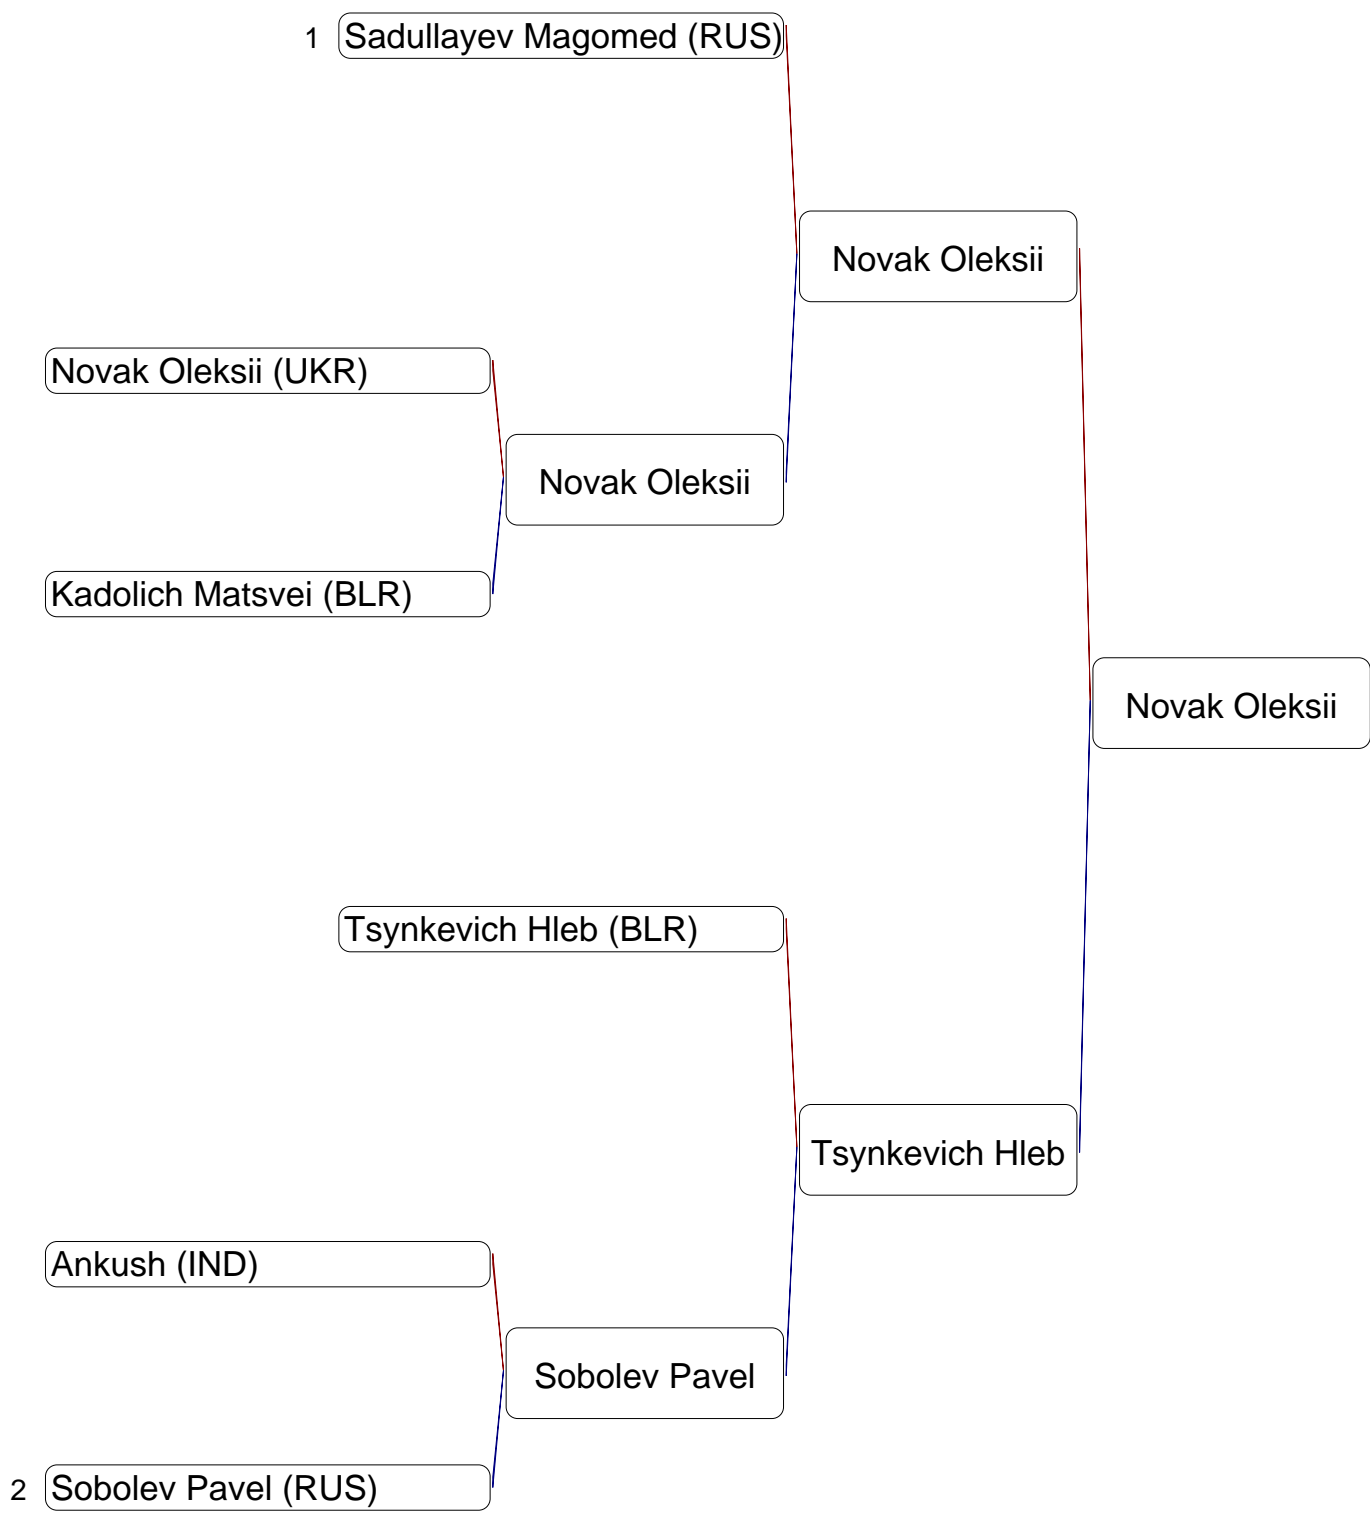 1 Sadullayev Magomed (RUS)
Novak Oleksii
Novak Oleksii (UKR)
Novak Oleksii
Kadolich Matsvei (BLR)
Novak Oleksii
Tsynkevich Hleb (BLR)
Tsynkevich Hleb
Ankush (IND)
Sobolev Pavel
2 Sobolev Pavel (RUS)